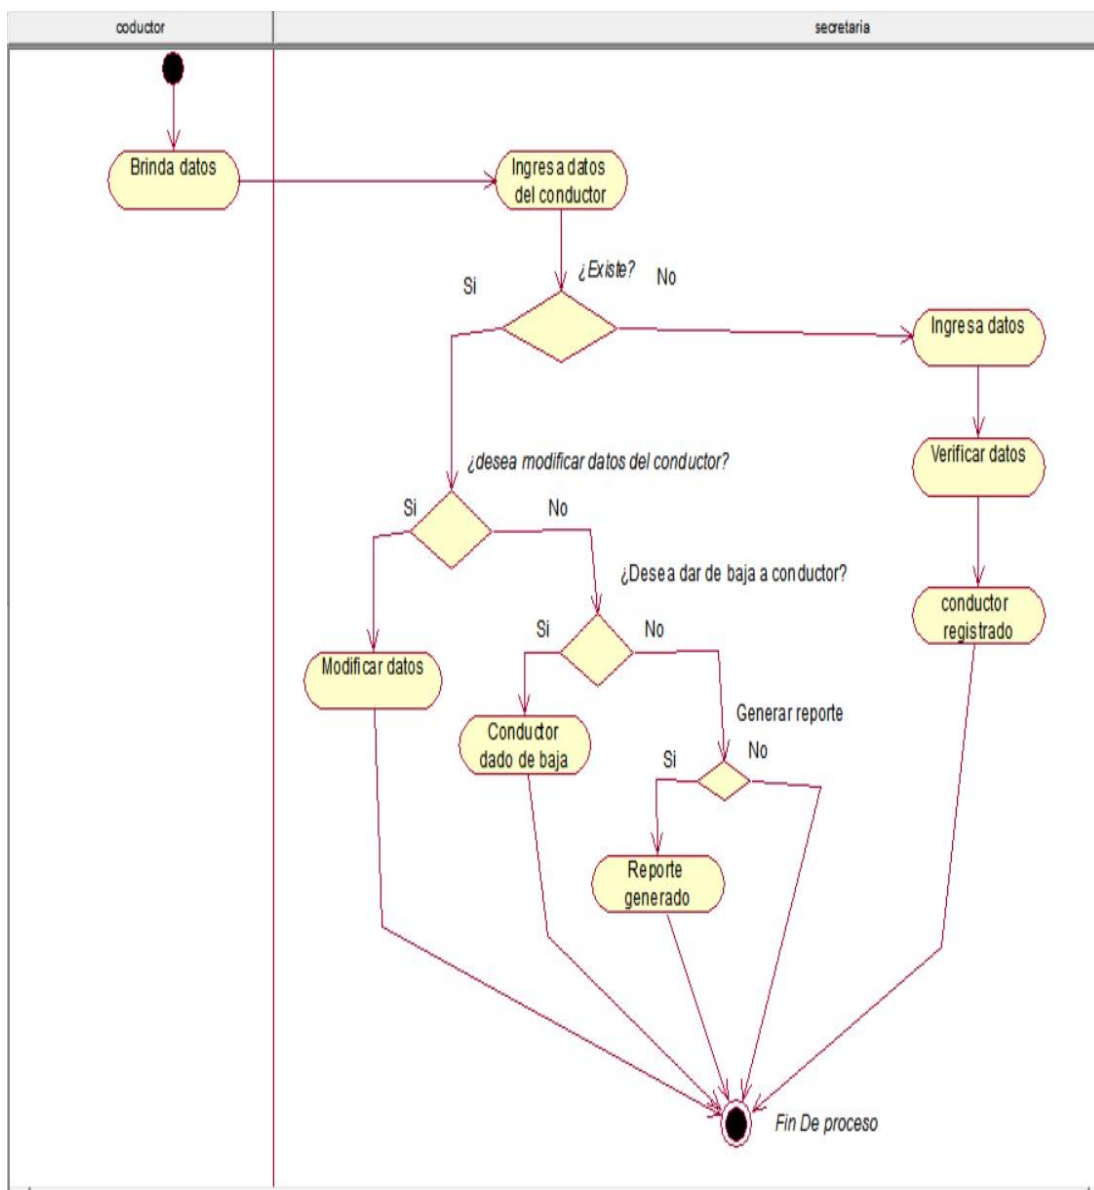 coductor
secretaria
Brinda datos
Ingresa datos
del conductor
¿Existe?
Si
No
Ingresa datos
Verificar datos
¿desea modificar datos del conductor?
Si
No
¿Desea dar de baja a conductor?
conductor
registrado
Si
No
Modificar datos
Generar reporte
Conductor
dado de baja
Si
No
Reporte
generado
Fin De proceso